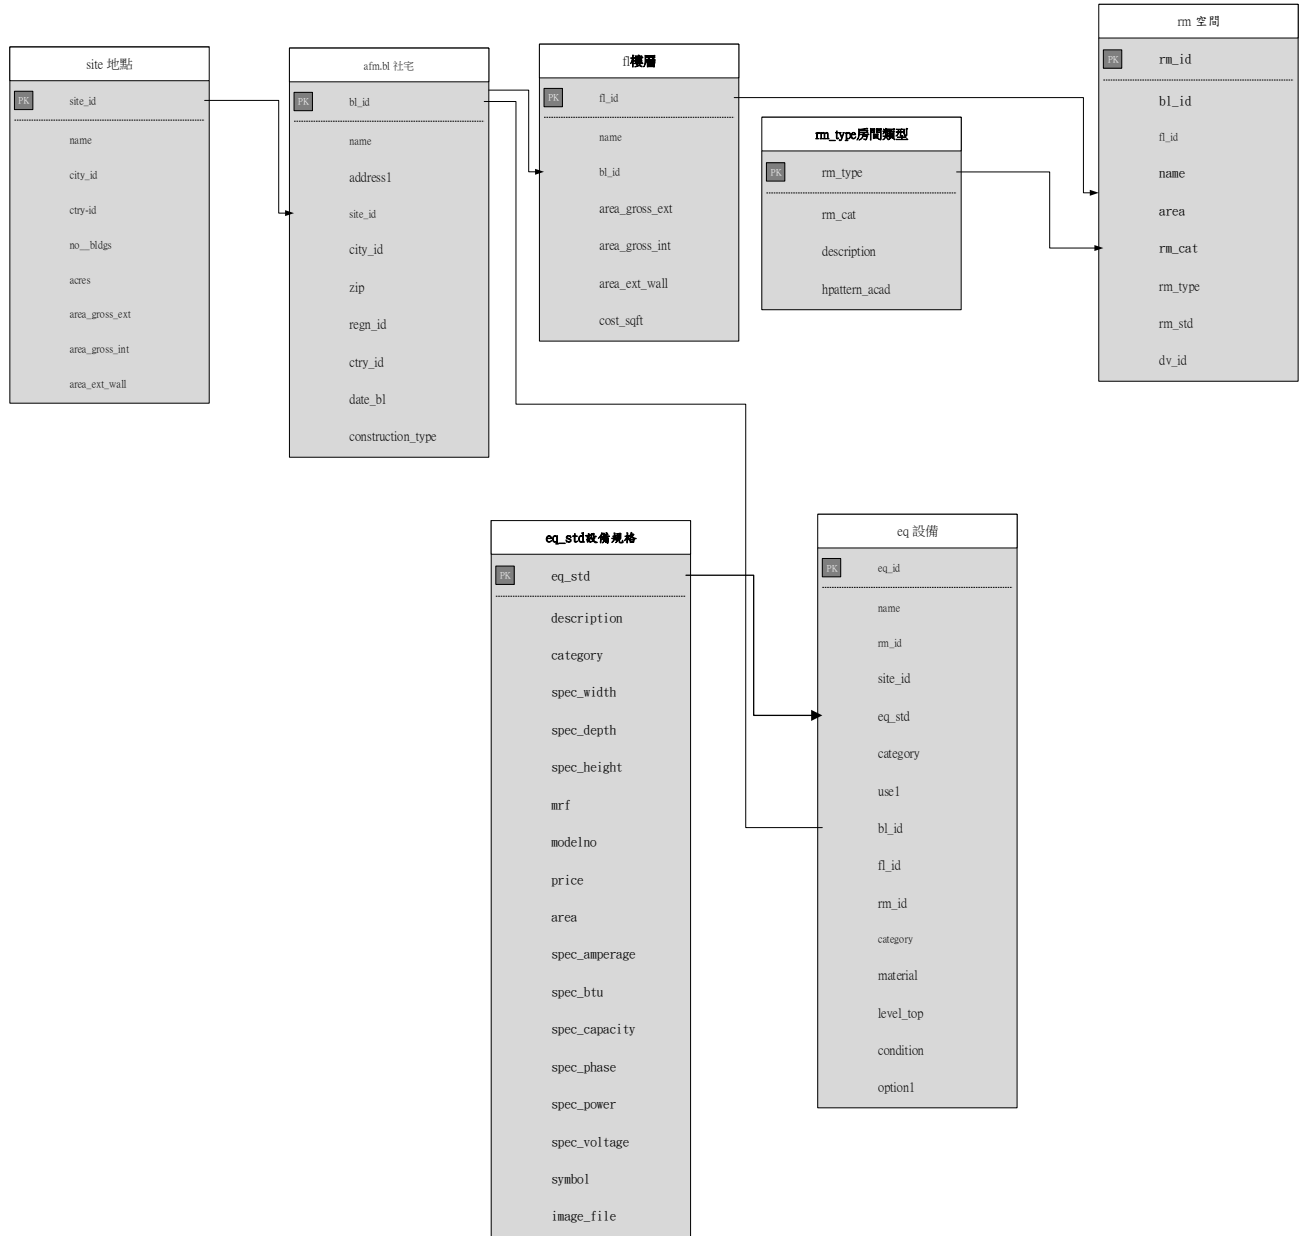 site 地點
PK
site_id
name
city_id
ctry-id
no__bldgs
acres
area_gross_ext
area_gross_int
area_ext_wall
afm.bl 社宅
PK
bl_id
name
address1
site_id
city_id
zip
regn_id
ctry_id
date_bl
construction_type
fl樓層
PK
fl_id
name
bl_id
area_gross_ext
area_gross_int
area_ext_wall
cost_sqft
rm_type房間類型
PK
rm_type
rm_cat
description
hpattern_acad
rm 空間
PK
rm_id
bl_id
fl_id
name
area
rm_cat
rm_type
rm_std
dv_id
eq_std設備規格
PK
eq_std
description
category
spec_width
spec_depth
spec_height
mrf
modelno
price
area
spec_amperage
spec_btu
spec_capacity
spec_phase
spec_power
spec_voltage
symbol
image_file
eq 設備
PK
eq_id
name
rm_id
site_id
eq_std
category
use1
bl_id
fl_id
rm_id
category
material
level_top
condition
option1